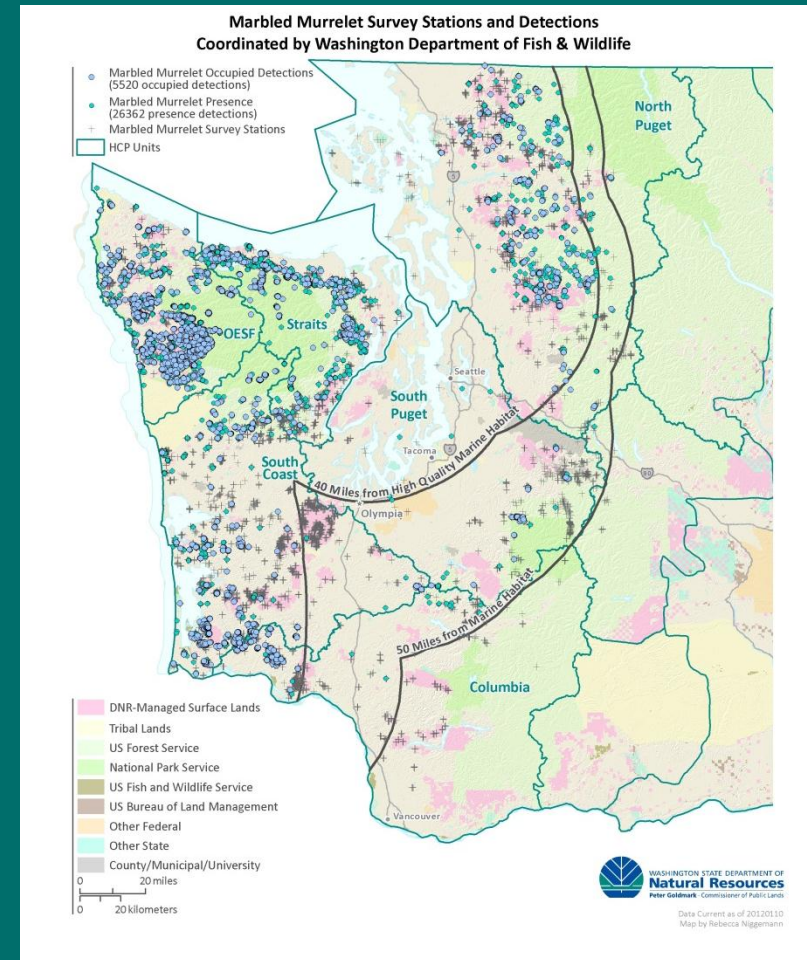 Marbled Murrelet Survey Stations and Detections
Coordinated by Washington Department of Fish & Wildlife
Marbled Murrelet Occupied Detections
(5520 occupied detections)
Marbled Murrelet Presence
(26362 presence detections)
Marbled Murrelet Survey Stations
HCP Units
North
Puget
5
OESF
Straits
Seattle
South
Puget
Tacoma
5
90
South
Coast
40 Miles from High Quality Marine Habitat
Olympia
50 Miles from Marine Habitat
Columbia
Vancouver
DNR-Managed Surface Lands
Tribal Lands
US Forest Service
National Park Service
US Fish and Wildlife Service
US Bureau of Land Management
Other Federal
Other State
County/Municipal/University
0 20 miles
0 20 kilometers
WASHINGTON STATE DEPARTMENT OF
Natural Resources
Peter Goldmark - Commissioner of Public Lands
Data Current as of 20120110
Map by Rebecca Niggemann